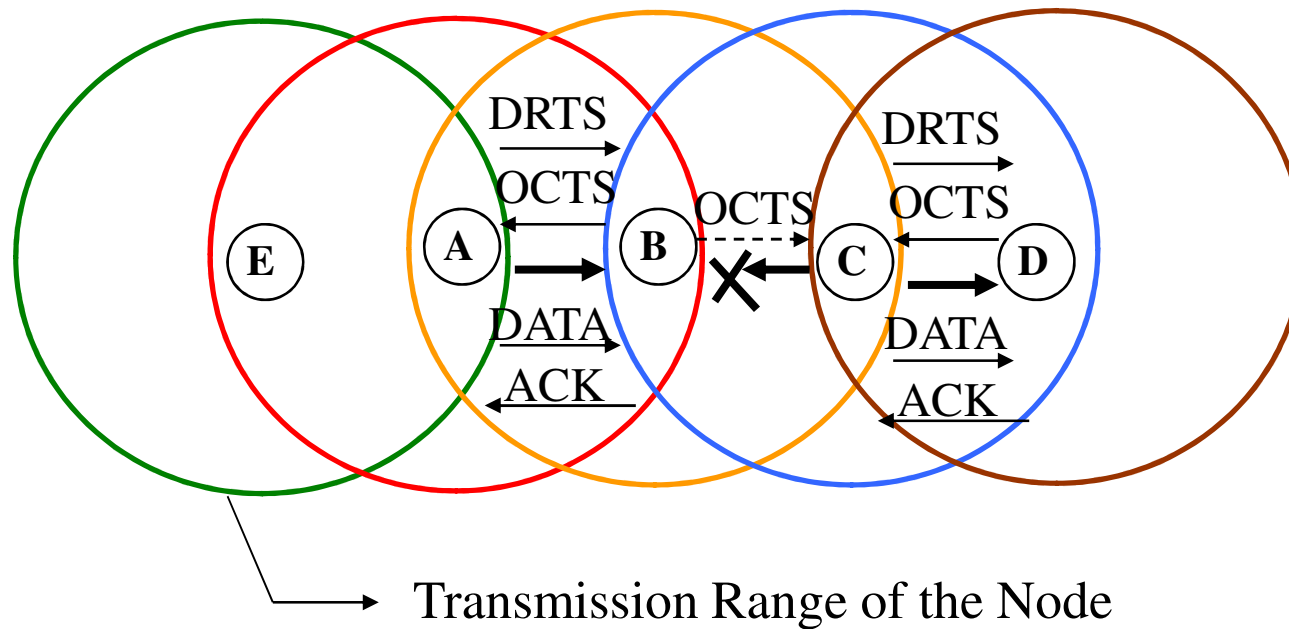 DRTS
DRTS
OCTS
OCTS
OCTS
E
A
B
C
D
DATA
DATA
ACK
ACK
Transmission Range of the Node